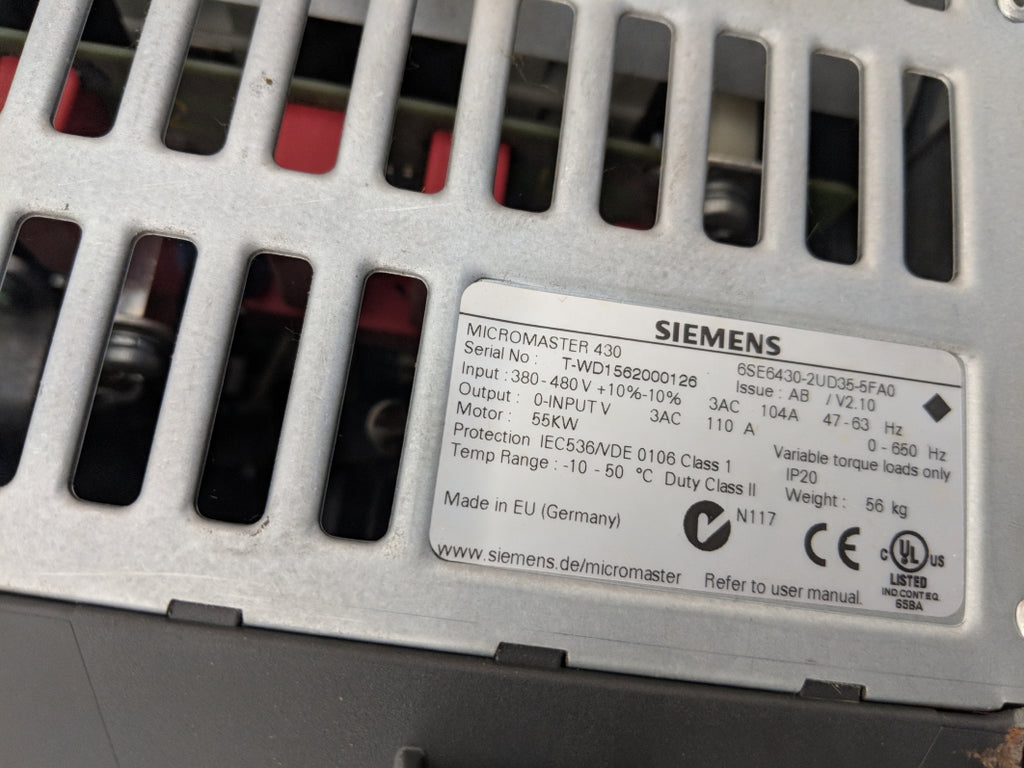 SIEMENS
MICROMASTER 430 6SE6430-2UD35-5FA0
Serial No : T-WD1562000126 Issue : AB / V2.10
Input : 380 - 480 V +10% -10% 3AC 104A 47 - 63 Hz
Output : 0-INPUT V 3AC 110 A 0 - 650 Hz
Motor : 55KW Variable torque loads only
Protection IEC536/VDE 0106 Class 1 IP20
Temp Range : -10 - 50 °C Duty Class II Weight : 56 kg
Made in EU (Germany) N117 CE C UL US
LISTED
IND.CONT EQ.
65BA
www.siemens.de/micromaster Refer to user manual.